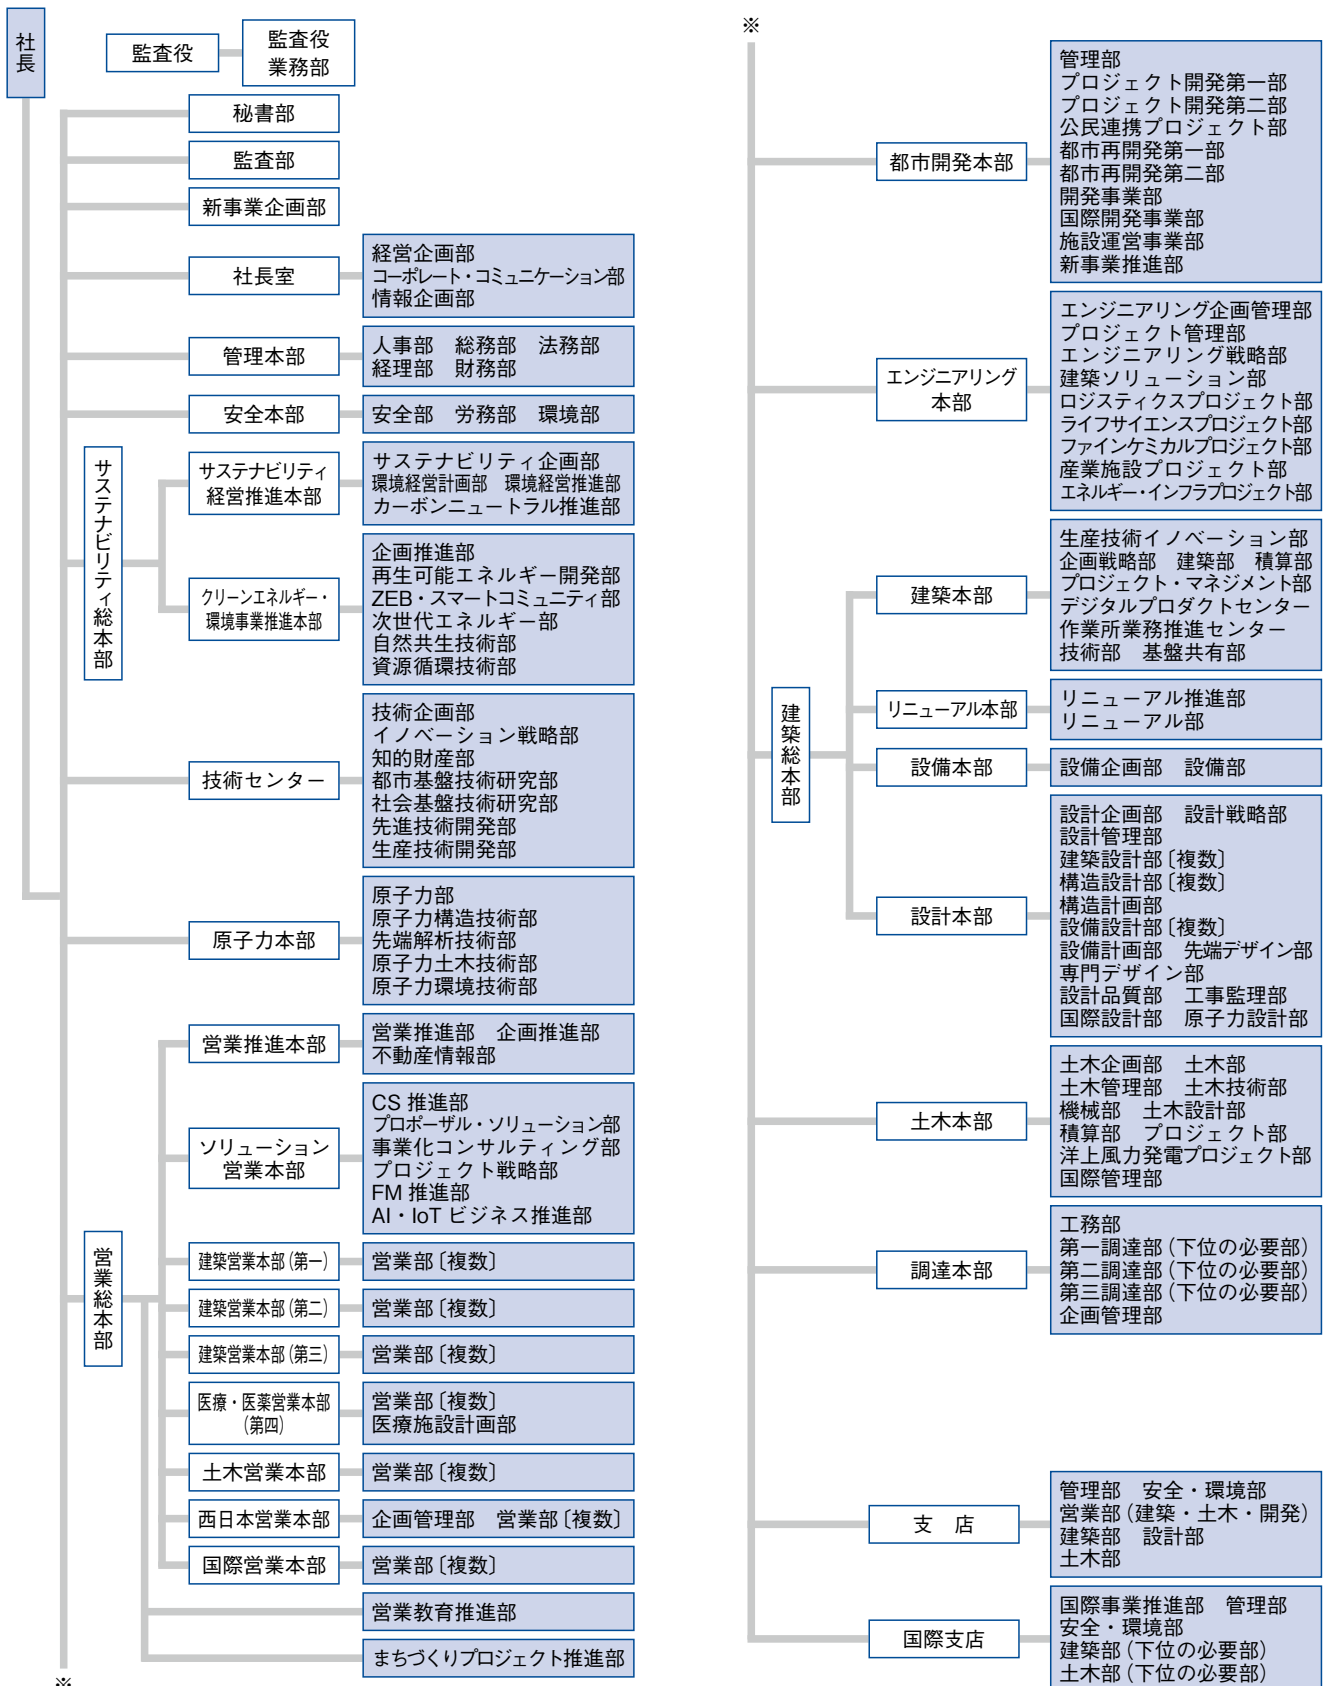 社長
監査役
監査役
業務部
秘書部
監査部
新事業企画部
社長室
経営企画部
コーポレート・コミュニケーション部
情報企画部
管理本部
人事部　総務部　法務部
経理部　財務部
安全本部
安全部　労務部　環境部
サステナビリティ総本部
サステナビリティ
経営推進本部
サステナビリティ企画部
環境経営計画部　環境経営推進部
カーボンニュートラル推進部
クリーンエネルギー・
環境事業推進本部
企画推進部
再生可能エネルギー開発部
ZEB・スマートコミュニティ部
次世代エネルギー部
自然共生技術部
資源循環技術部
技術センター
技術企画部
イノベーション戦略部
知的財産部
都市基盤技術研究部
社会基盤技術研究部
先進技術開発部
生産技術開発部
原子力本部
原子力部
原子力構造技術部
先端解析技術部
原子力土木技術部
原子力環境技術部
営業総本部
営業推進本部
営業推進部　企画推進部
不動産情報部
ソリューション
営業本部
CS 推進部
プロポーザル・ソリューション部
事業化コンサルティング部
プロジェクト戦略部
FM 推進部
AI・IoT ビジネス推進部
建築営業本部(第一)
営業部〔複数〕
建築営業本部(第二)
営業部〔複数〕
建築営業本部(第三)
営業部〔複数〕
医療・医薬営業本部
(第四)
営業部〔複数〕
医療施設計画部
土木営業本部
営業部〔複数〕
西日本営業本部
企画管理部　営業部〔複数〕
国際営業本部
営業部〔複数〕
営業教育推進部
まちづくりプロジェクト推進部
※
※
都市開発本部
管理部
プロジェクト開発第一部
プロジェクト開発第二部
公民連携プロジェクト部
都市再開発第一部
都市再開発第二部
開発事業部
国際開発事業部
施設運営事業部
新事業推進部
エンジニアリング
本部
エンジニアリング企画管理部
プロジェクト管理部
エンジニアリング戦略部
建築ソリューション部
ロジスティクスプロジェクト部
ライフサイエンスプロジェクト部
ファインケミカルプロジェクト部
産業施設プロジェクト部
エネルギー・インフラプロジェクト部
建築総本部
建築本部
生産技術イノベーション部
企画戦略部　建築部　積算部
プロジェクト・マネジメント部
デジタルプロダクトセンター
作業所業務推進センター
技術部　基盤共有部
リニューアル本部
リニューアル推進部
リニューアル部
設備本部
設備企画部　設備部
設計本部
設計企画部　設計戦略部
設計管理部
建築設計部〔複数〕
構造設計部〔複数〕
構造計画部
設備設計部〔複数〕
設備計画部　先端デザイン部
専門デザイン部
設計品質部　工事監理部
国際設計部　原子力設計部
土木本部
土木企画部　土木部
土木管理部　土木技術部
機械部　土木設計部
積算部　プロジェクト部
洋上風力発電プロジェクト部
国際管理部
調達本部
工務部
第一調達部(下位の必要部)
第二調達部(下位の必要部)
第三調達部(下位の必要部)
企画管理部
支　店
管理部　安全・環境部
営業部(建築・土木・開発)
建築部　設計部
土木部
国際支店
国際事業推進部　管理部
安全・環境部
建築部(下位の必要部)
土木部(下位の必要部)